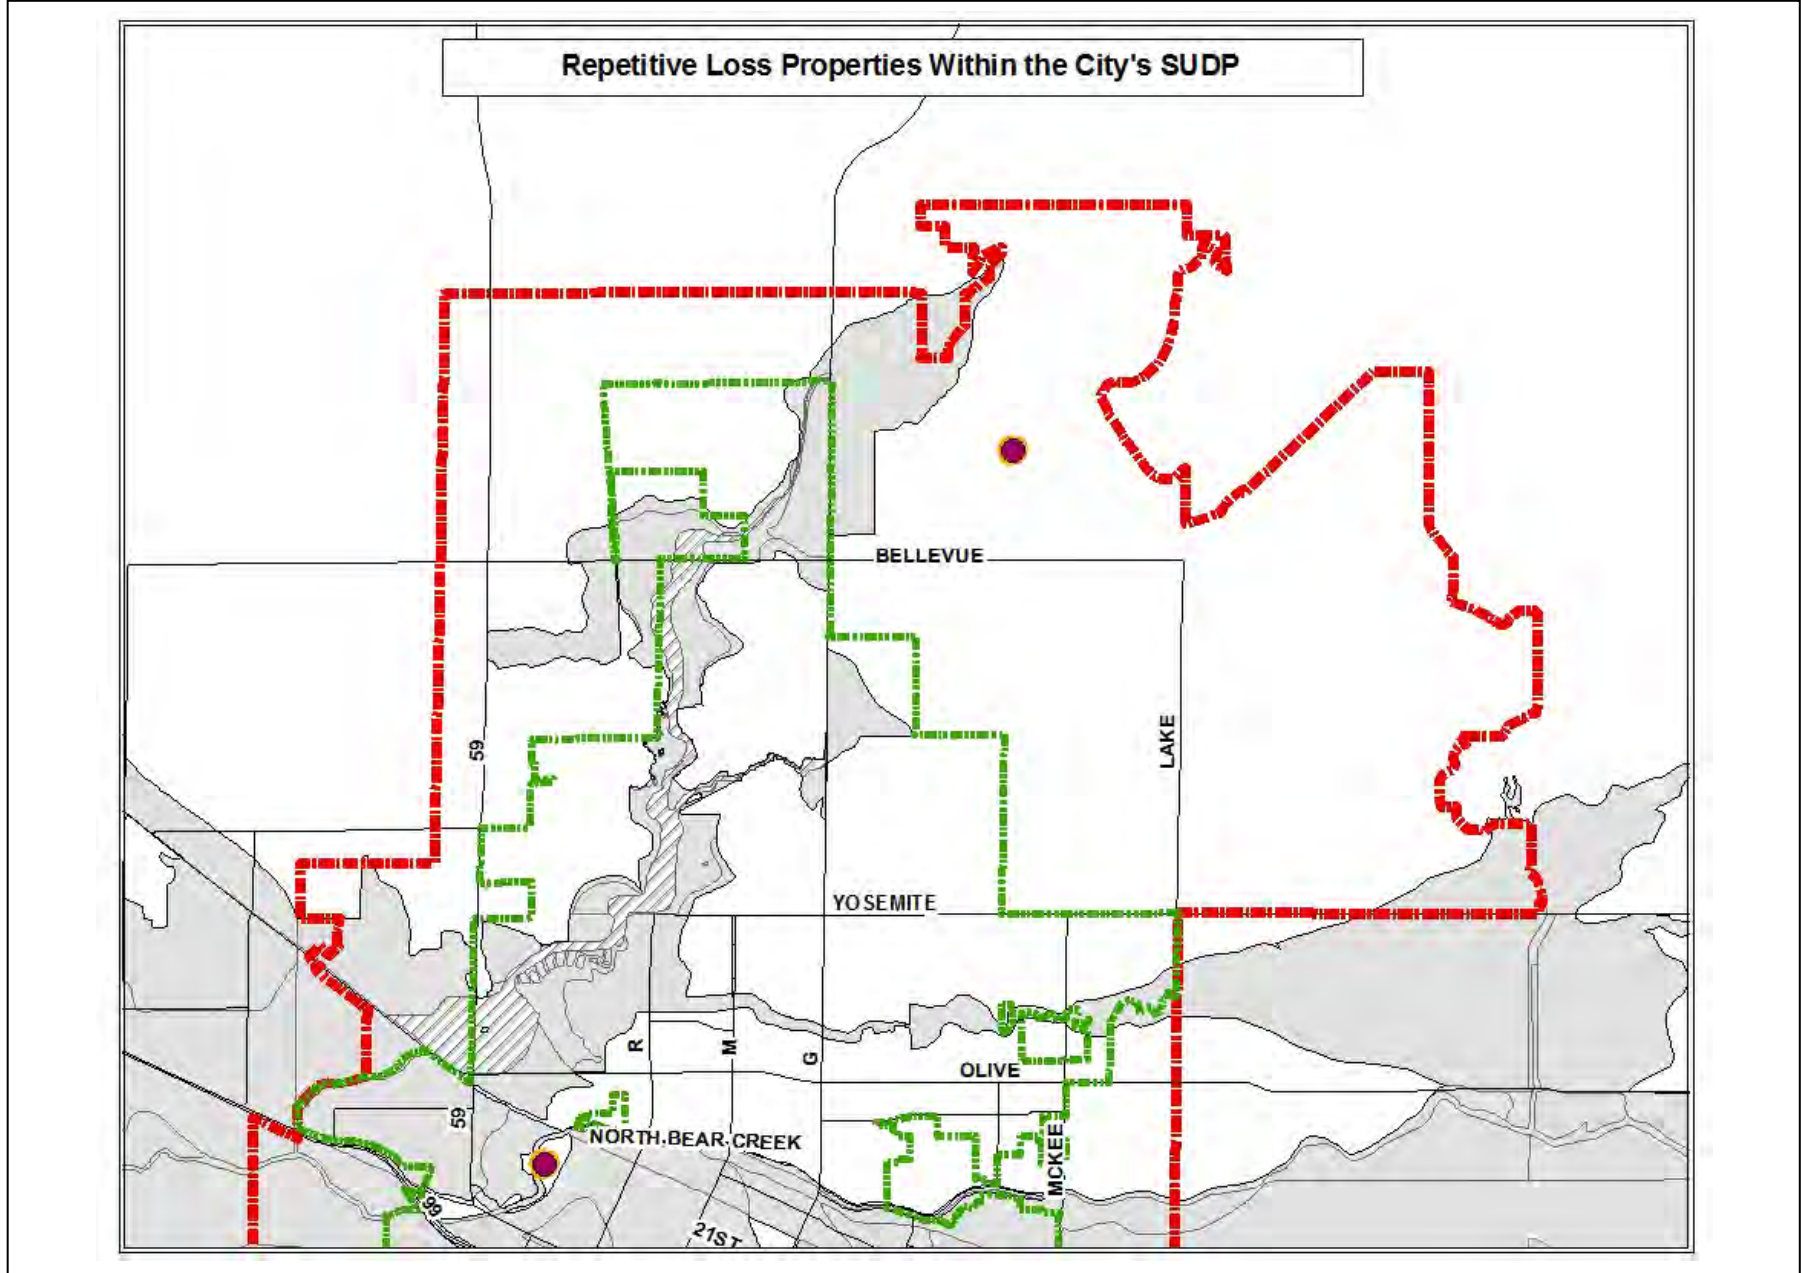 Repetitive Loss Properties Within the City's SUDP
BELLEVUE
59
LAKE
YOSEMITE
R
M
G
OLIVE
59
NORTH BEAR CREEK
MCKEE
99
21ST